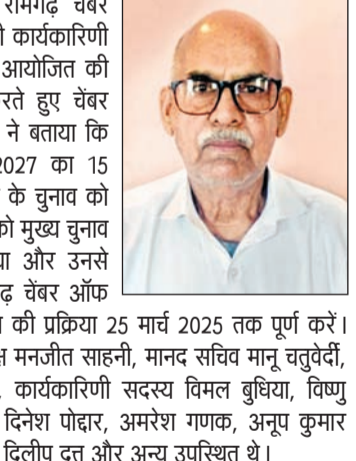 रामगढ़ चेंबर
कार्यकारिणी
आयोजित की
रते हुए चेंबर
ने बताया कि
2027 का 15
के चुनाव को
को मुख्य चुनाव
या और उनसे
ढ़ चेंबर ऑफ
की प्रक्रिया 25 मार्च 2025 तक पूर्ण करें।
मनजीत साहनी, मानद सचिव मानू चतुर्वेदी,
, कार्यकारिणी सदस्य विमल बुधिया, विष्णु
दिनेश पोद्दार, अमरेश गणक, अनूप कुमार
दिलीप दत्त और अन्य उपस्थित थे।